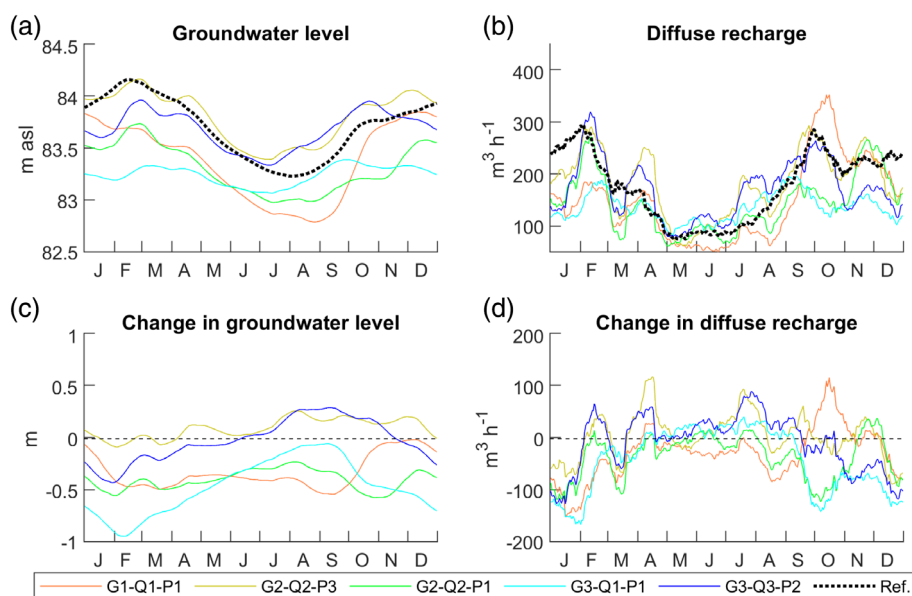 (a) Groundwater level
84.5
84
83.5
83
82.5
m asl
J F M A M J J A S O N D
(b) Diffuse recharge
400
300
200
100
m³ h⁻¹
J F M A M J J A S O N D
(c) Change in groundwater level
1
0.5
0
-0.5
-1
m
J F M A M J J A S O N D
(d) Change in diffuse recharge
200
100
0
-100
-200
m³ h⁻¹
J F M A M J J A S O N D
G1-Q1-P1 G2-Q2-P3 G2-Q2-P1 G3-Q1-P1 G3-Q3-P2 Ref.